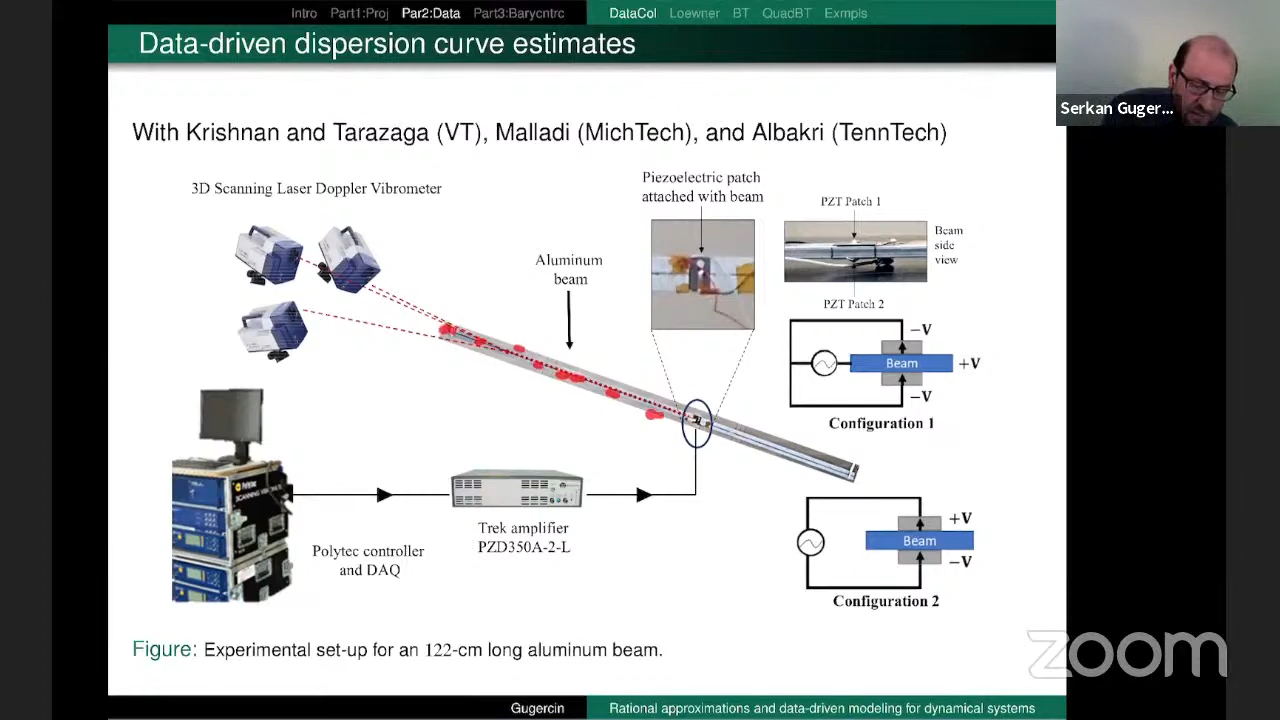 Intro Part1:Proj Par2:Data Part3:Barycntrc DataCol Loewner BT QuadBT Exmpls
Data-driven dispersion curve estimates
Serkan Guger...
With Krishnan and Tarazaga (VT), Malladi (MichTech), and Albakri (TennTech)
3D Scanning Laser Doppler Vibrometer
Piezoelectric patch
attached with beam
PZT Patch 1
Beam
side
view
PZT Patch 2
Aluminum
beam
−V
Beam
+V
−V
Configuration 1
Trek amplifier
PZD350A-2-L
Polytec controller
and DAQ
+V
Beam
−V
Configuration 2
Figure: Experimental set-up for an 122-cm long aluminum beam.
zoom
Gugercin Rational approximations and data-driven modeling for dynamical systems